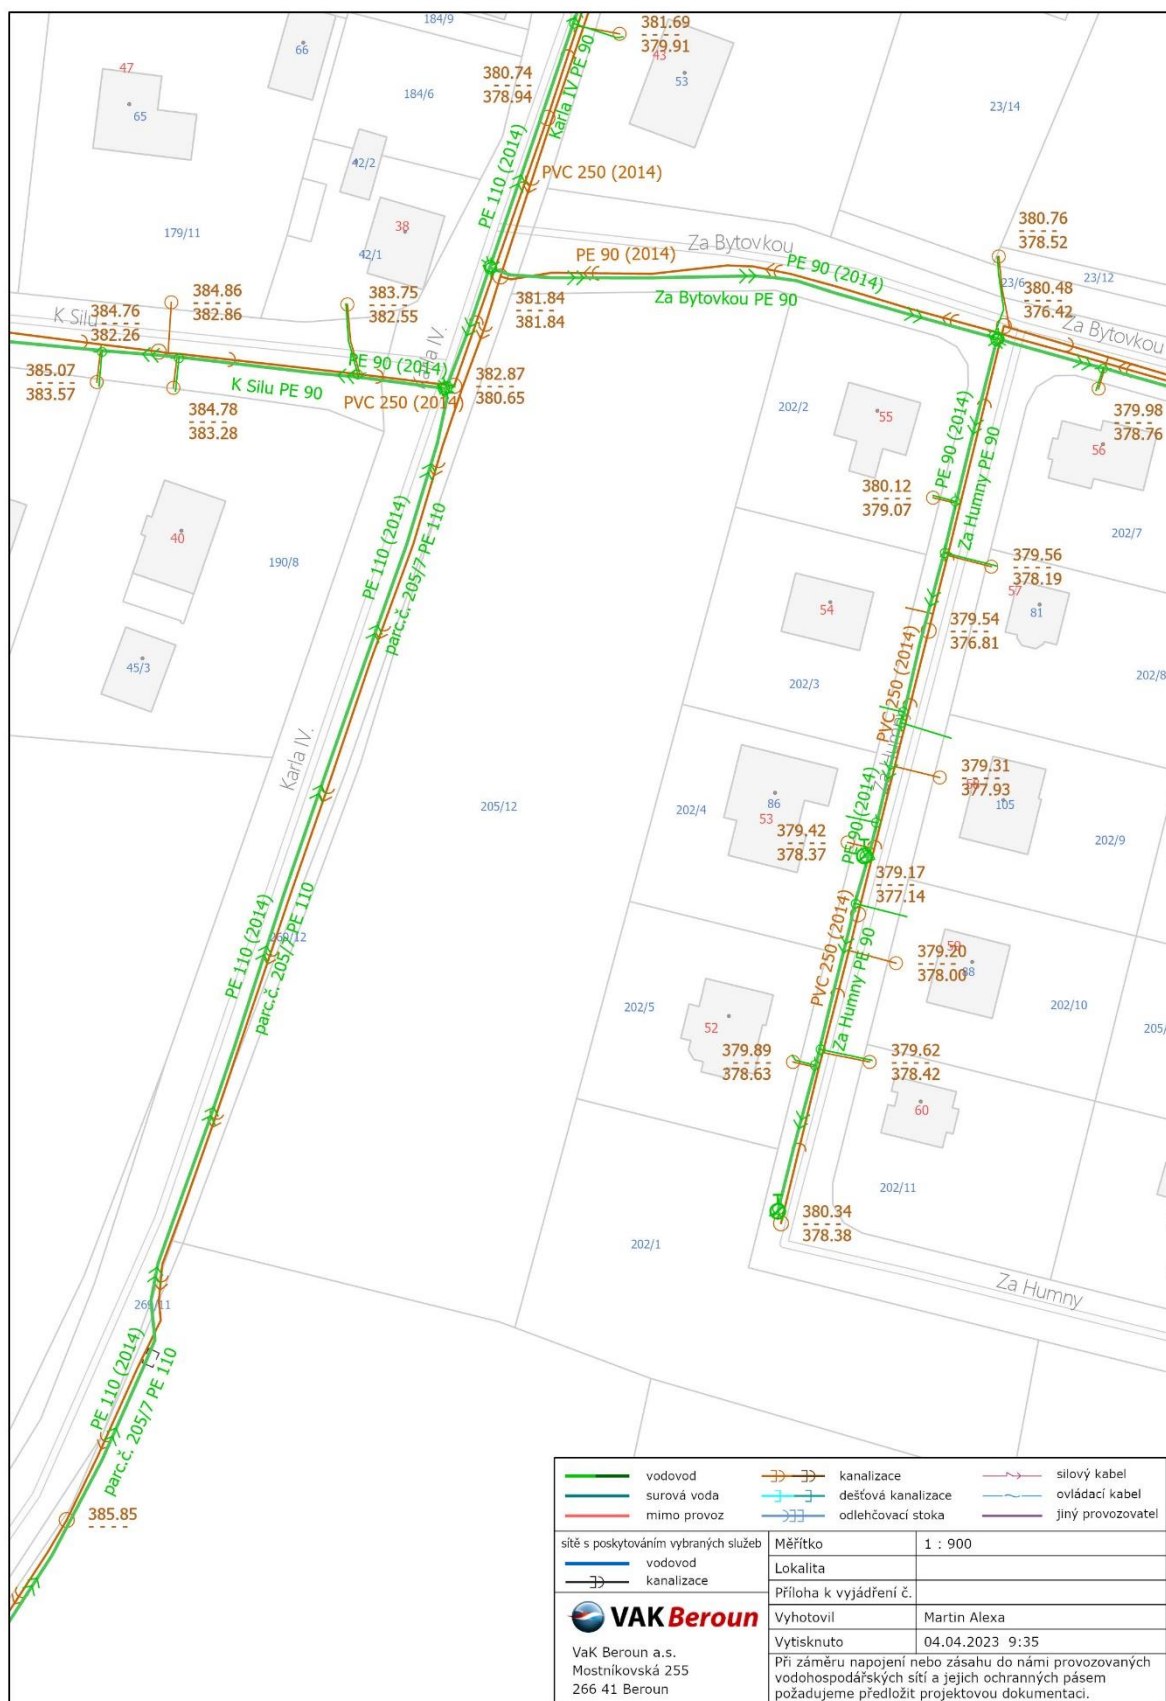 184/9
381.69
379.91
43
53
66
47
65
184/6
380.74
378.94
Karla IV PE 90
PE 110 (2014)
PVC 250 (2014)
23/14
42/2
38
179/11
42/1
Za Bytovkou
PE 90 (2014)
PE 90 (2014)
Za Bytovkou PE 90
380.76
378.52
23/6
23/12
380.48
376.42
Za Bytovkou
K Silu
384.76
382.26
384.86
382.86
383.75
382.55
381.84
381.84
Karla IV.
PE 90 (2014)
K Silu PE 90
PVC 250 (2014)
385.07
383.57
384.78
383.28
382.87
380.65
202/2
55
56
379.98
378.76
PE 90 (2014)
Za Humny PE 90
380.12
379.07
202/7
40
190/8
PE 110 (2014)
parc.č. 205/7 PE 110
379.56
378.19
57
81
54
379.54
376.81
45/3
202/3
202/8
PVC 250 (2014)
Karla IV.
Za Humny
205/12
202/4
86
53
379.31
377.93
105
202/9
379.42
378.37
PE 90 (2014)
379.17
377.14
PE 110 (2014)
269/12
parc.č. 205/7 PE 110
PVC 250 (2014)
Za Humny PE 90
59
379.20
378.00
88
202/5
202/10
205/
52
379.89
378.63
379.62
378.42
60
202/11
380.34
378.38
202/1
Za Humny
269/11
PE 110 (2014)
parc.č. 205/7 PE 110
385.85
vodovod
kanalizace
silový kabel
surová voda
dešťová kanalizace
ovládací kabel
mimo provoz
odlehčovací stoka
jiný provozovatel
sítě s poskytováním vybraných služeb
vodovod
kanalizace
Měřítko 1 : 900
Lokalita
Příloha k vyjádření č.
VAK Beroun
Vyhotovil Martin Alexa
Vytisknuto 04.04.2023 9:35
VaK Beroun a.s.
Mostníkovská 255
266 41 Beroun
Při záměru napojení nebo zásahu do námi provozovaných
vodohospodářských sítí a jejich ochranných pásem
požadujeme předložit projektovou dokumentaci.